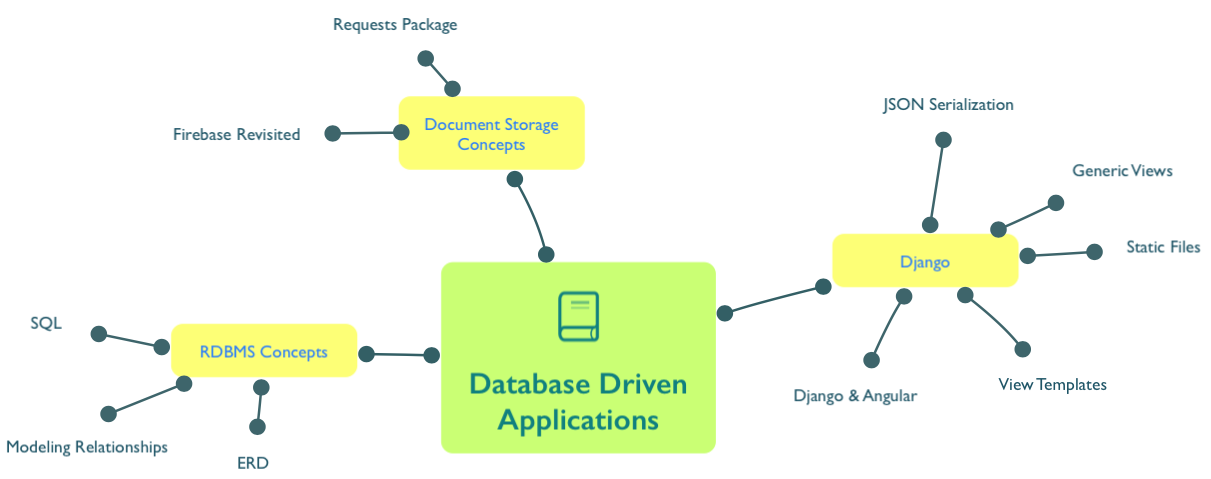 Requests Package
Firebase Revisited
Document Storage
Concepts
JSON Serialization
Generic Views
Static Files
Django
View Templates
Django & Angular
Database Driven
Applications
SQL
RDBMS Concepts
Modeling Relationships
ERD